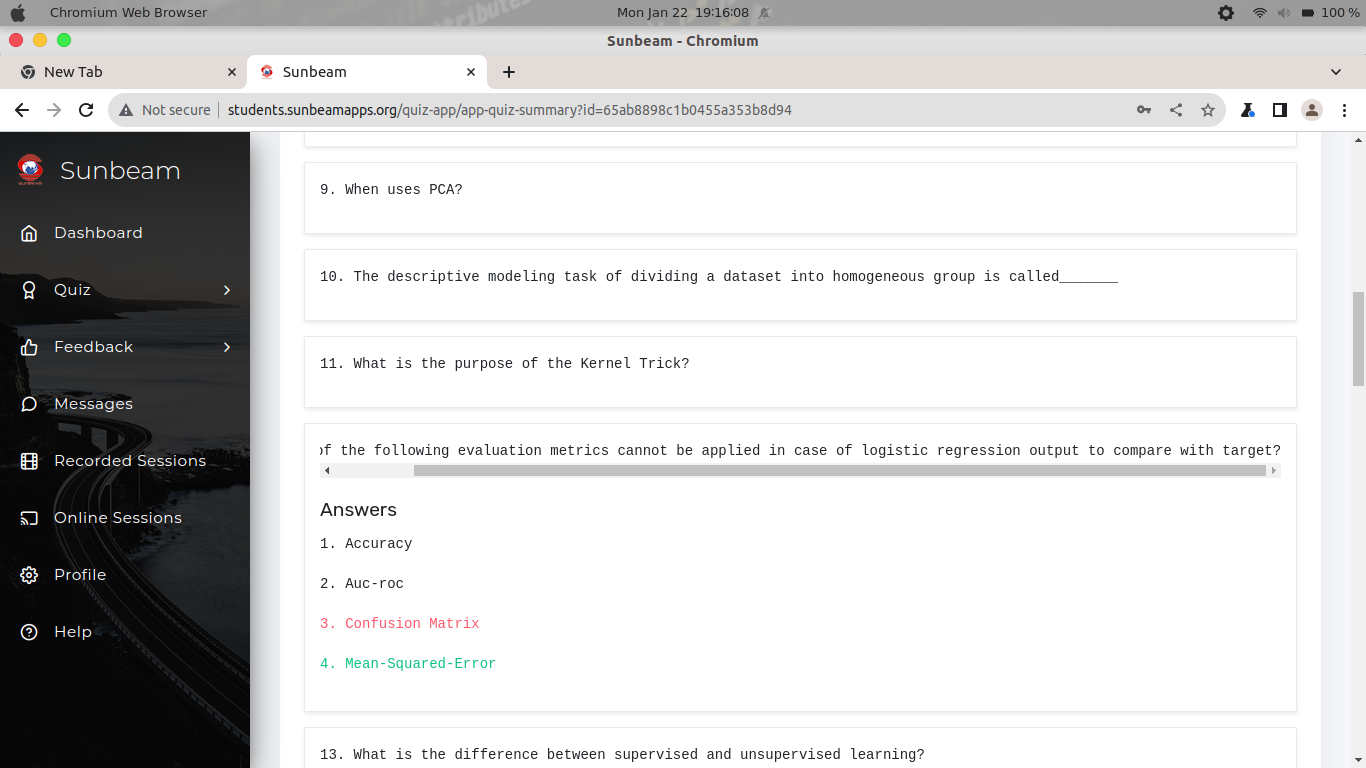 Chromium Web Browser
Mon Jan 22 19:16:08
100 %
Sunbeam - Chromium
New Tab
Sunbeam
Not secure
students.sunbeamapps.org/quiz-app/app-quiz-summary?id=65ab8898c1b0455a353b8d94
Sunbeam
Dashboard
Quiz
Feedback
Messages
Recorded Sessions
Online Sessions
Profile
Help
9. When uses PCA?
10. The descriptive modeling task of dividing a dataset into homogeneous group is called_______
11. What is the purpose of the Kernel Trick?
of the following evaluation metrics cannot be applied in case of logistic regression output to compare with target?
Answers
1. Accuracy
2. Auc-roc
3. Confusion Matrix
4. Mean-Squared-Error
13. What is the difference between supervised and unsupervised learning?